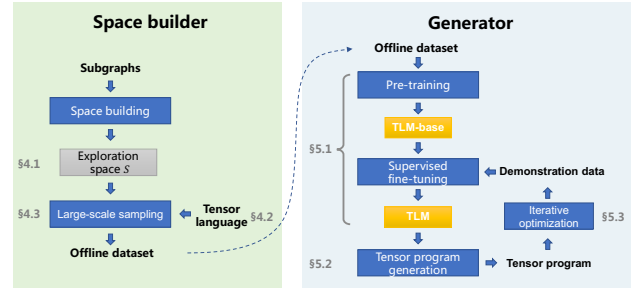 Space builder
Subgraphs
Space building
§4.1
Exploration
space S
§4.3
Large-scale sampling
Tensor
language
§4.2
Offline dataset
Generator
Offline dataset
Pre-training
TLM-base
§5.1
Supervised
fine-tuning
Demonstration data
TLM
Iterative
optimization
§5.3
§5.2
Tensor program
generation
Tensor program